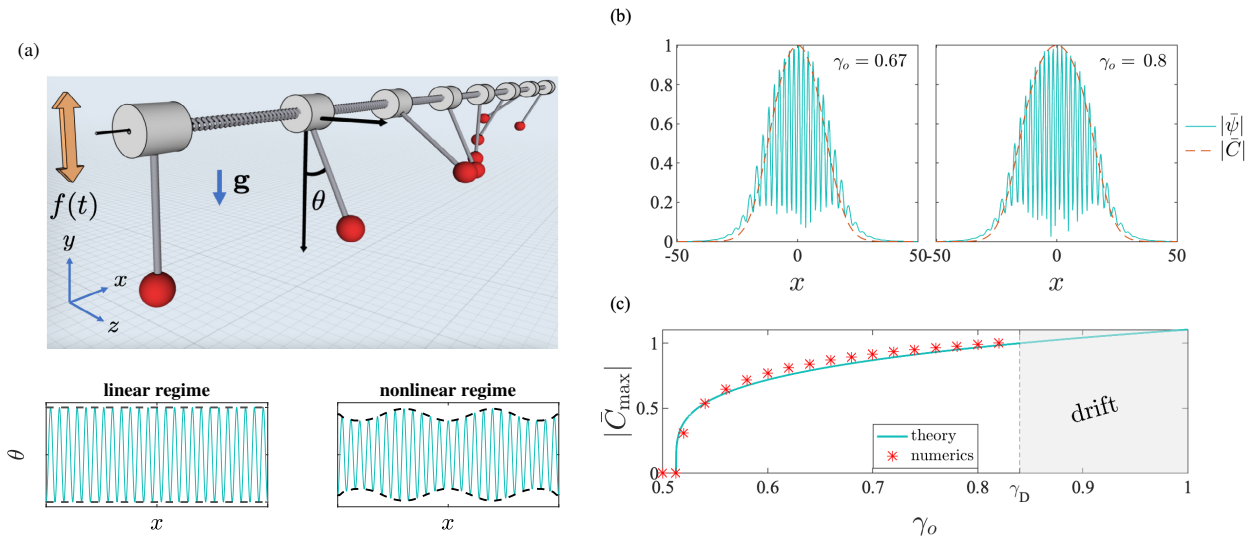 (a)
f(t)
g
θ
y
x
z
linear regime
nonlinear regime
θ
x
x
(b)
γₒ = 0.67
γₒ = 0.8
1
0.8
0.6
0.4
0.2
0
-50
0
50
-50
0
50
x
x
|ψ̄|
|C̄|
(c)
|C̄max|
1
0.5
0
drift
theory
numerics
0.5
0.6
0.7
0.8
γD
0.9
1
γₒ